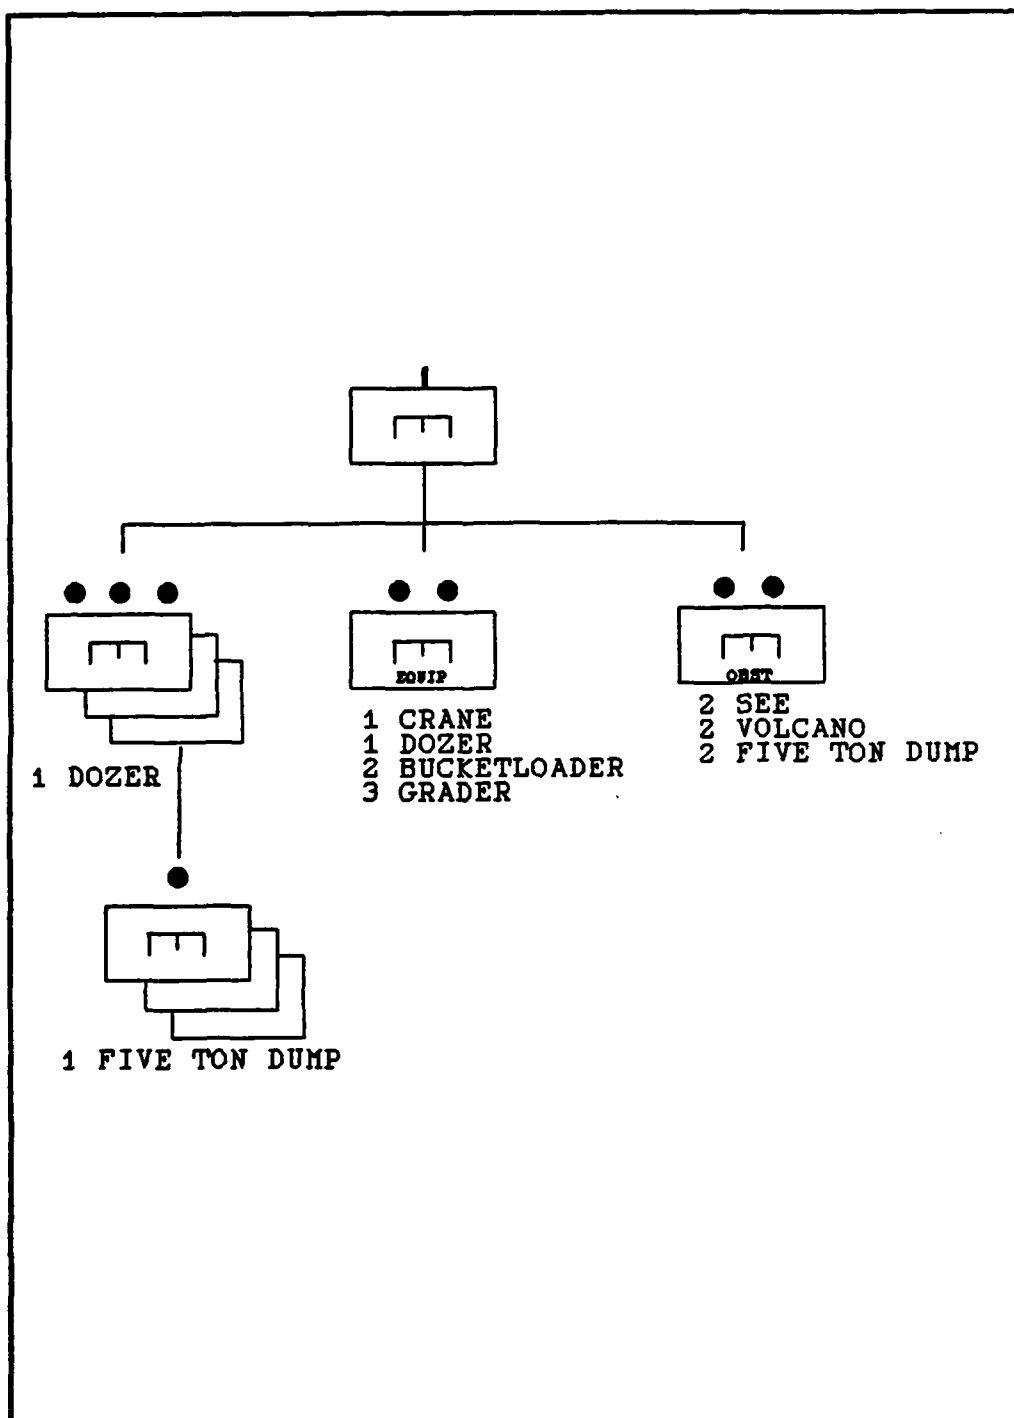 EQUIP
OBST
1 CRANE
1 DOZER
2 BUCKETLOADER
3 GRADER
2 SEE
2 VOLCANO
2 FIVE TON DUMP
1 DOZER
1 FIVE TON DUMP